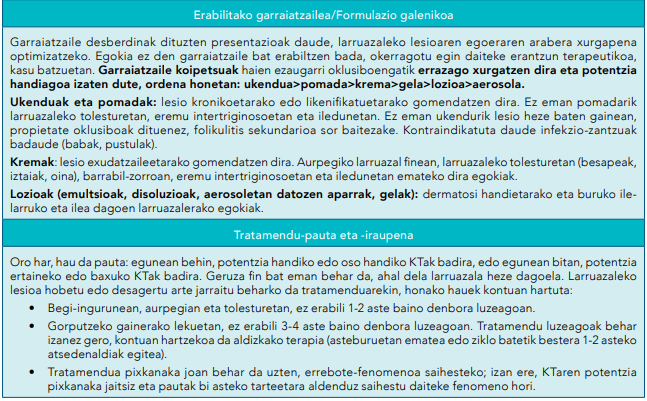 Erabilitako garraiatzailea/Formulazio galenikoa
Garraiatzaile desberdinak dituzten presentazioak daude, larruazaleko lesioaren egoeraren arabera xurgapena
optimizatzeko. Egokia ez den garraiatzaile bat erabiltzen bada, okerragotu egin daiteke erantzun terapeutikoa,
kasu batzuetan. Garraiatzaile koipetsuak haien ezaugarri oklusiboengatik errazago xurgatzen dira eta potentzia
handiagoa izaten dute, ordena honetan: ukendua>pomada>krema>gela>lozioa>aerosola.
Ukenduak eta pomadak: lesio kronikoetarako edo likenifikatuetarako gomendatzen dira. Ez eman pomadarik
larruazaleko tolesturetan, eremu intertriginosoetan eta iledunetan. Ez eman ukendurik lesio heze baten gainean,
propietate oklusiboak dituenez, folikulitis sekundarioa sor baitezake. Kontraindikatuta daude infekzio-zantzuak
badaude (babak, pustulak).
Kremak: lesio exudatzaileetarako gomendatzen dira. Aurpegiko larruazal finean, larruazaleko tolesturetan (besapeak,
iztaiak, oina), barrabil-zorroan, eremu intertriginosoetan eta iledunetan emateko dira egokiak.
Lozioak (emultsioak, disoluzioak, aerosoletan datozen aparrak, gelak): dermatosi handietarako eta buruko ile-
larruko eta ilea dagoen larruazalerako egokiak.
Tratamendu-pauta eta -iraupena
Oro har, hau da pauta: egunean behin, potentzia handiko edo oso handiko KTak badira, edo egunean bitan, potentzia
ertaineko edo baxuko KTak badira. Geruza fin bat eman behar da, ahal dela larruazala heze dagoela. Larruazaleko
lesioa hobetu edo desagertu arte jarraitu beharko da tratamenduarekin, honako hauek kontuan hartuta:
• Begi-ingurunean, aurpegian eta tolesturetan, ez erabili 1-2 aste baino denbora luzeagoan.
• Gorputzeko gainerako lekuetan, ez erabili 3-4 aste baino denbora luzeagoan. Tratamendu luzeagoak behar
izanez gero, kontuan hartzekoa da aldizkako terapia (asteburuetan ematea edo ziklo batetik bestera 1-2 asteko
atsedenaldiak egitea).
• Tratamendua pixkanaka joan behar da uzten, errebote-fenomenoa saihesteko; izan ere, KTaren potentzia
pixkanaka jaitsiz eta pautak bi asteko tarteetara aldenduz saihestu daiteke fenomeno hori.